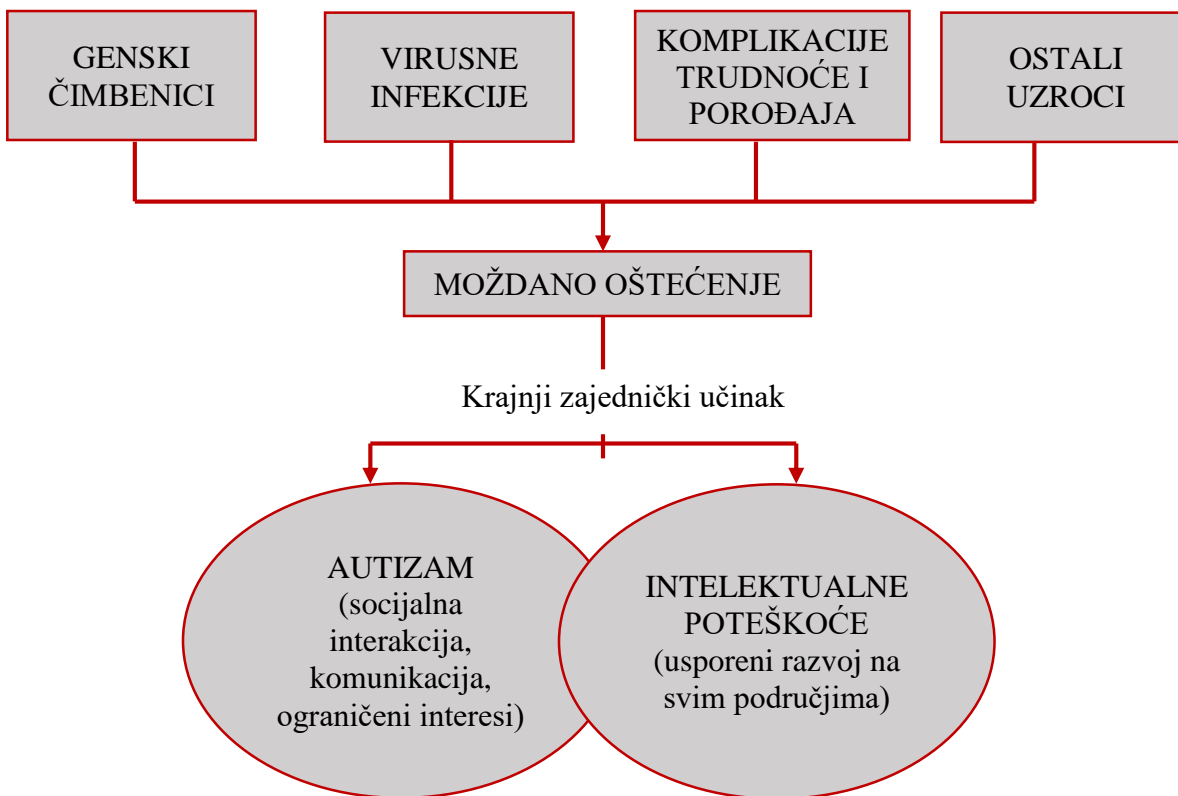 GENSKI
ČIMBENICI
VIRUSNE
INFEKCIJE
KOMPLIKACIJE
TRUDNOĆE I
POROĐAJA
OSTALI
UZROCI
MOŽDANO OŠTEĆENJE
Krajnji zajednički učinak
AUTIZAM
(socijalna
interakcija,
komunikacija,
ograničeni interesi)
INTELEKTUALNE
POTEŠKOĆE
(usporeni razvoj na
svim područjima)